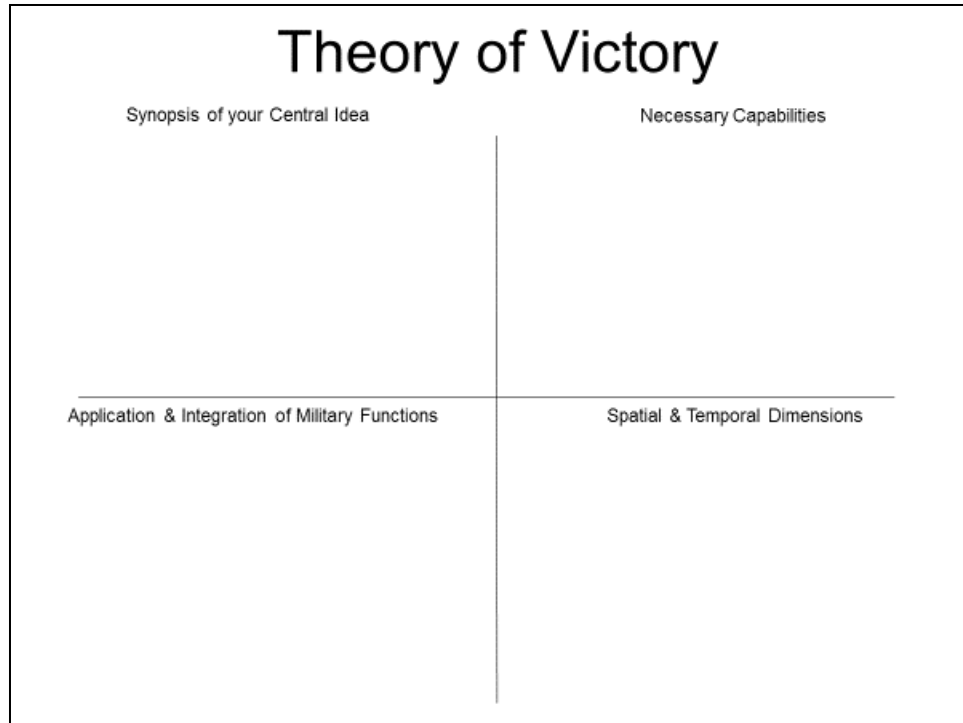 Theory of Victory
Synopsis of your Central Idea
Necessary Capabilities
Application & Integration of Military Functions
Spatial & Temporal Dimensions